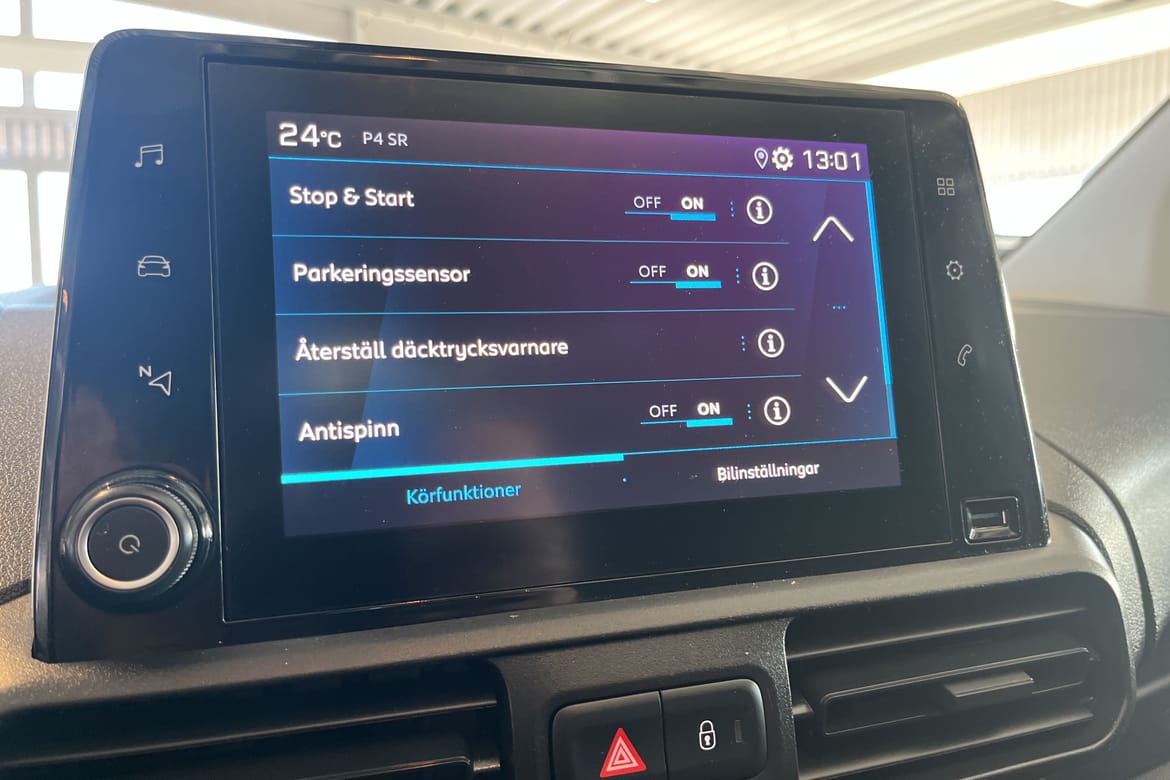 24°C P4 SR 13:01
Stop & Start OFF ON
Parkeringssensor OFF ON
Återställ däcktrycksvarnare
Antispinn OFF ON
Körfunktioner Bilinställningar
N